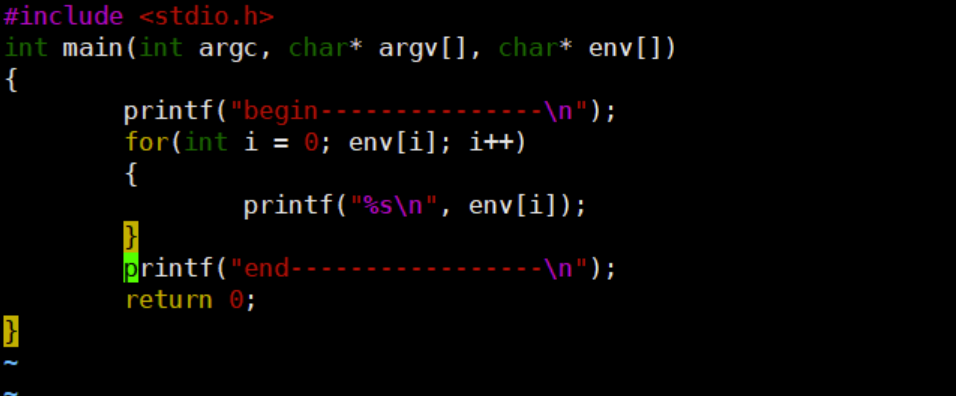 #include <stdio.h>
int main(int argc, char* argv[], char* env[])
{
        printf("begin---------------\n");
        for(int i = 0; env[i]; i++)
        {
                printf("%s\n", env[i]);
        }
        printf("end-----------------\n");
        return 0;
}
~
~